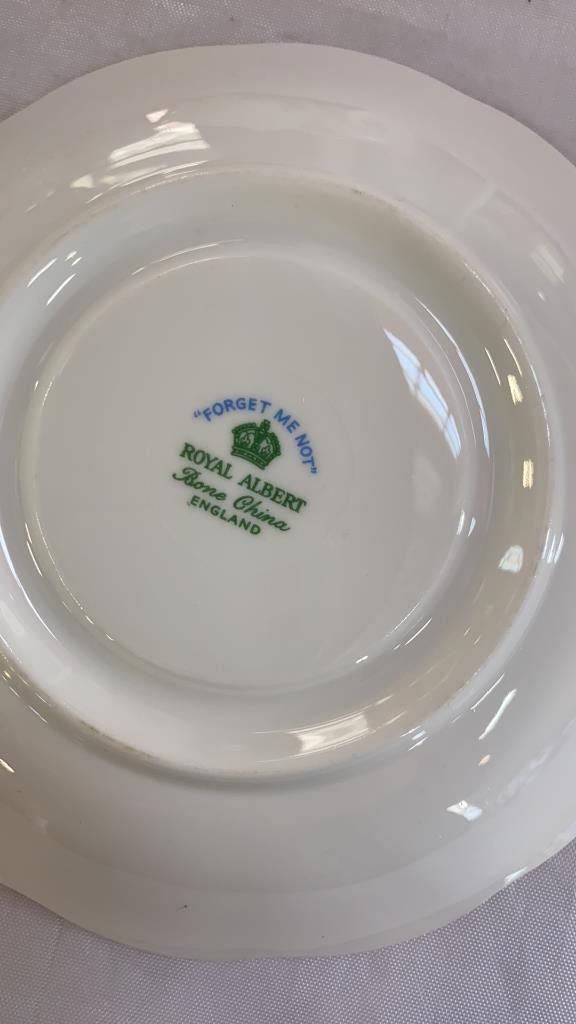 "FORGET ME NOT"
ROYAL ALBERT
Bone China
ENGLAND